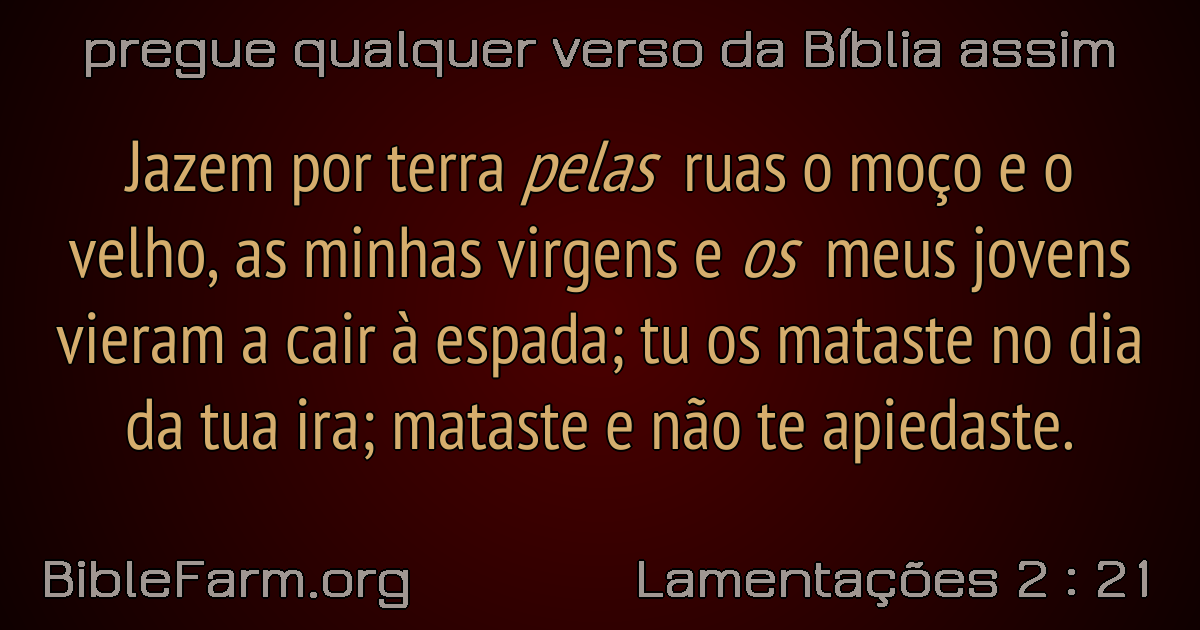 pregue qualquer verso da Bíblia assim
Jazem por terra pelas ruas o moço e o
velho, as minhas virgens e os meus jovens
vieram a cair à espada; tu os mataste no dia
da tua ira; mataste e não te apiedaste.
BibleFarm.org
Lamentações 2 : 21